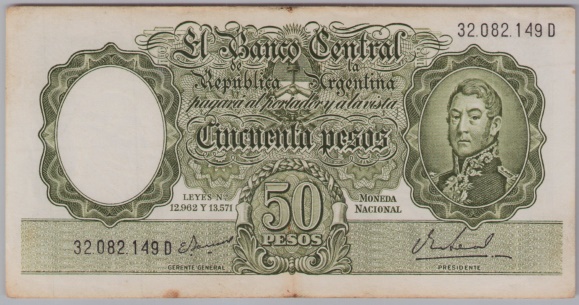 32.082.149 D
El Banco Central
de la
República Argentina
pagará al portador y a la vista
Cincuenta pesos
LEYES Nos.
12.962 Y 13.571
50
PESOS
MONEDA
NACIONAL
32.082.149 D
GERENTE GENERAL
PRESIDENTE